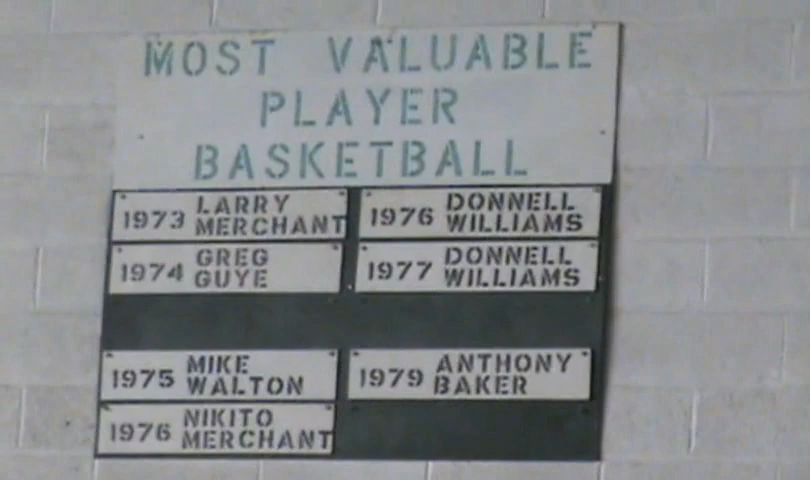 MOST VALUABLE
PLAYER
BASKETBALL
1973 LARRY MERCHANT
1976 DONNELL WILLIAMS
1974 GREG GUYE
1977 DONNELL WILLIAMS
1975 MIKE WALTON
1979 ANTHONY BAKER
1976 NIKITO MERCHANT